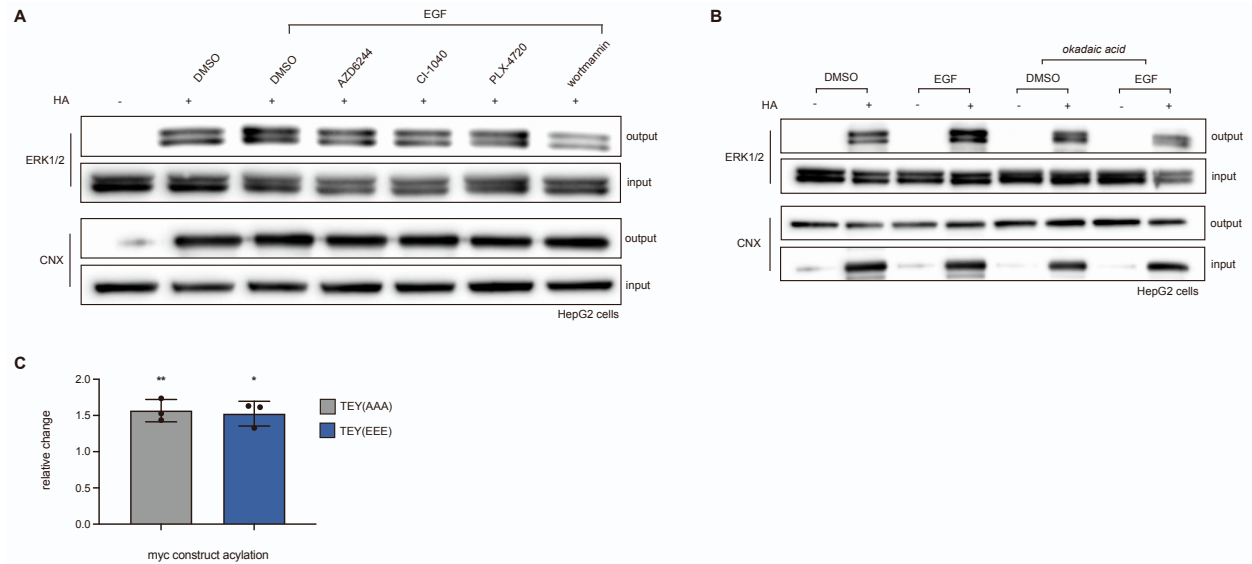 A
EGF
DMSO
DMSO
AZD6244
CI-1040
PLX-4720
wortmannin
HA - + + + + + +
ERK1/2
output
input
CNX
output
input
HepG2 cells
B
okadaic acid
DMSO EGF DMSO EGF
HA - + - + - + - +
ERK1/2
output
input
CNX
output
input
HepG2 cells
C
2.0
1.5
1.0
0.5
0.0
relative change
** *
TEY(AAA)
TEY(EEE)
myc construct acylation